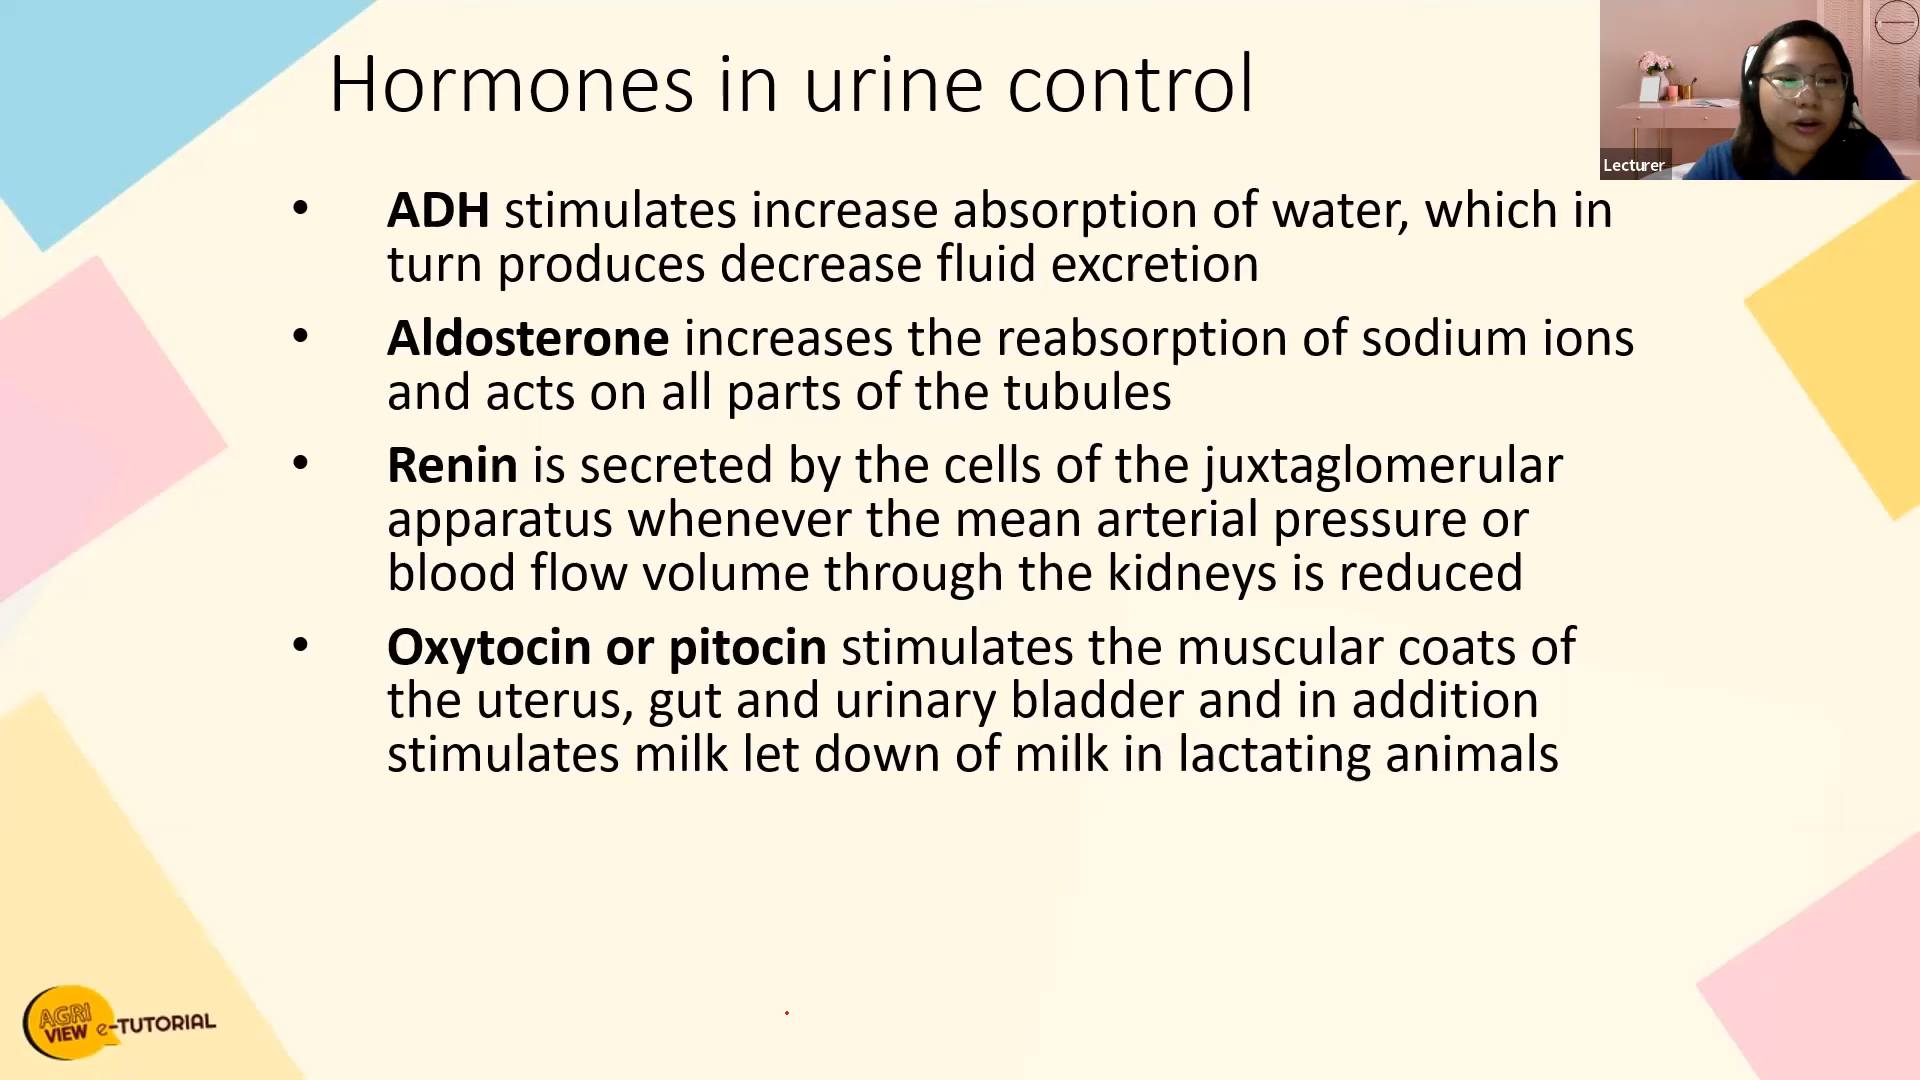 Hormones in urine control
Lecturer
• ADH stimulates increase absorption of water, which in
turn produces decrease fluid excretion
• Aldosterone increases the reabsorption of sodium ions
and acts on all parts of the tubules
• Renin is secreted by the cells of the juxtaglomerular
apparatus whenever the mean arterial pressure or
blood flow volume through the kidneys is reduced
• Oxytocin or pitocin stimulates the muscular coats of
the uterus, gut and urinary bladder and in addition
stimulates milk let down of milk in lactating animals
AGRI
VIEW e-TUTORIAL